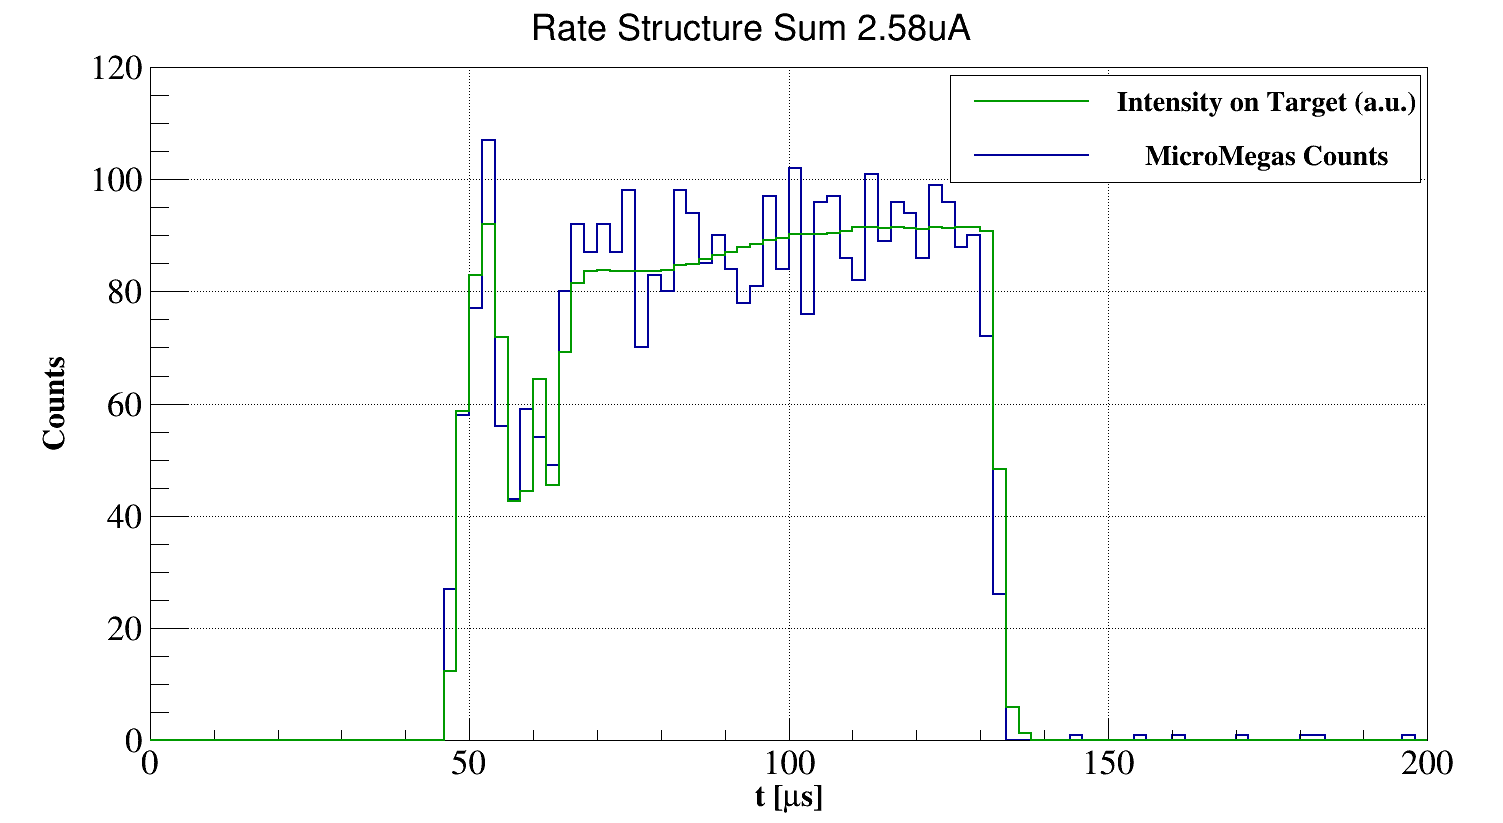 Rate Structure Sum 2.58uA
120
100
80
60
40
20
0
Counts
Intensity on Target (a.u.)
MicroMegas Counts
0 50 100 150 200
t [μs]